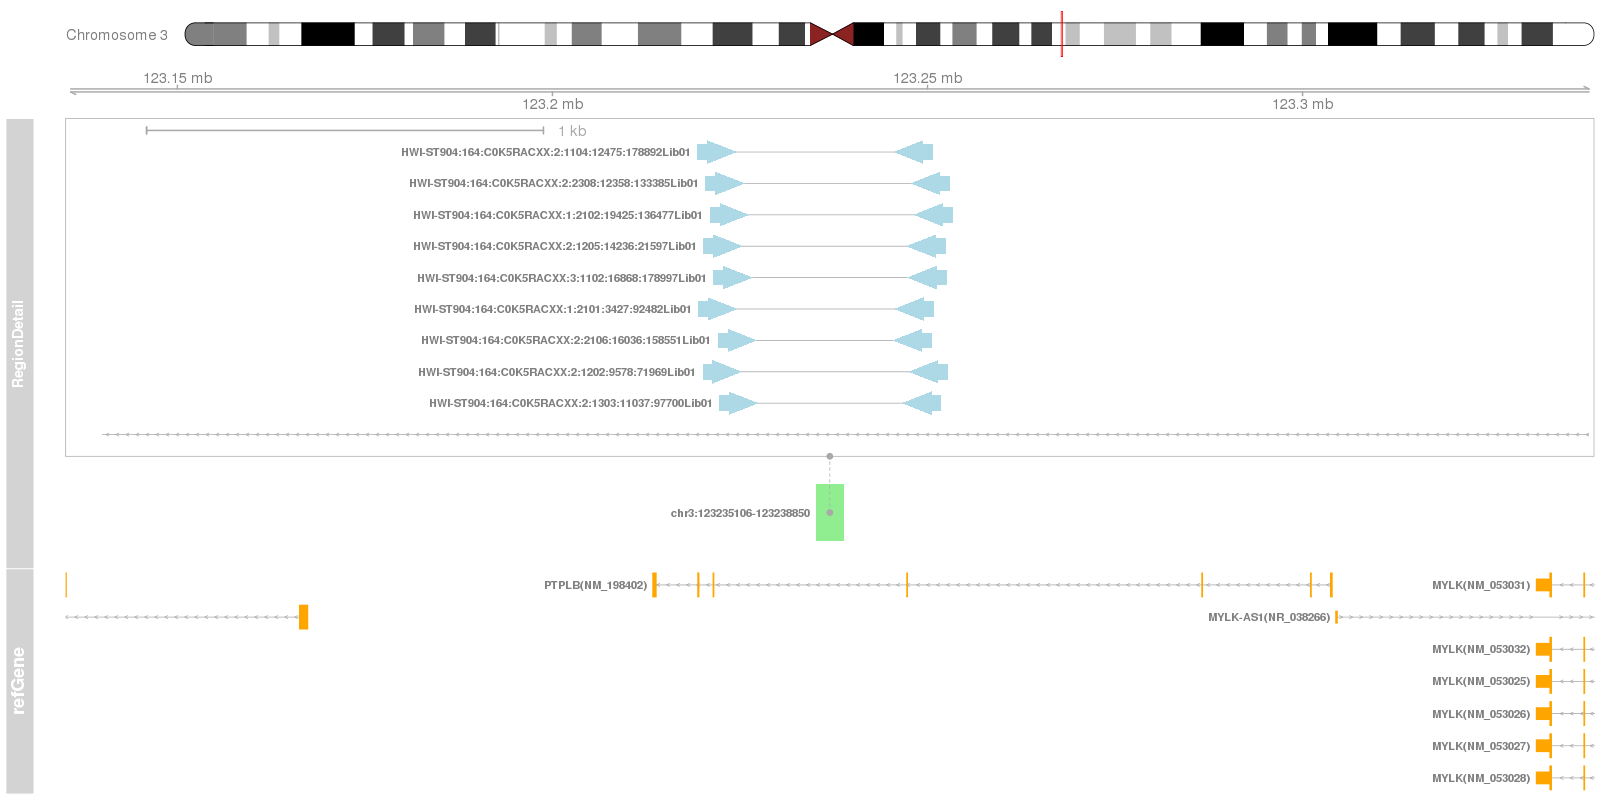 Chromosome 3
123.15 mb
123.25 mb
123.2 mb
123.3 mb
1 kb
HWI-ST904:164:C0K5RACXX:2:1104:12475:178892Lib01
HWI-ST904:164:C0K5RACXX:2:2308:12358:133385Lib01
HWI-ST904:164:C0K5RACXX:1:2102:19425:136477Lib01
HWI-ST904:164:C0K5RACXX:2:1205:14236:21597Lib01
HWI-ST904:164:C0K5RACXX:3:1102:16868:178997Lib01
HWI-ST904:164:C0K5RACXX:1:2101:3427:92482Lib01
HWI-ST904:164:C0K5RACXX:2:2106:16036:158551Lib01
HWI-ST904:164:C0K5RACXX:2:1202:9578:71969Lib01
HWI-ST904:164:C0K5RACXX:2:1303:11037:97700Lib01
RegionDetail
chr3:123235106-123238850
PTPLB(NM_198402)
MYLK(NM_053031)
MYLK-AS1(NR_038266)
MYLK(NM_053032)
MYLK(NM_053025)
MYLK(NM_053026)
MYLK(NM_053027)
MYLK(NM_053028)
refGene